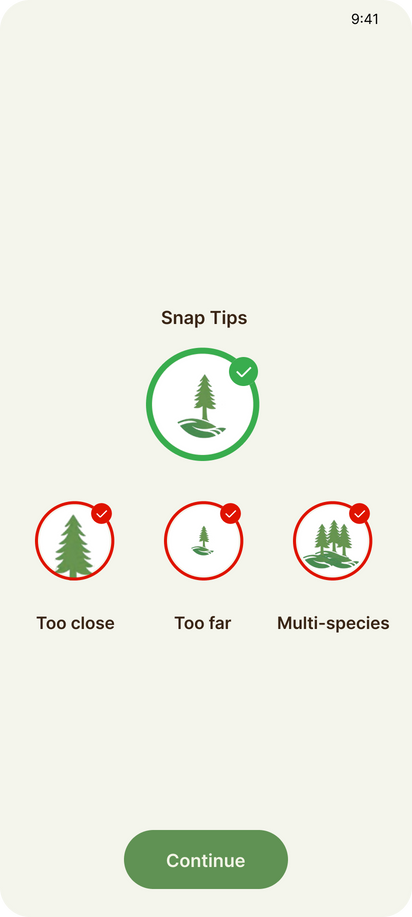 9:41
Snap Tips
Too close
Too far
Multi-species
Continue